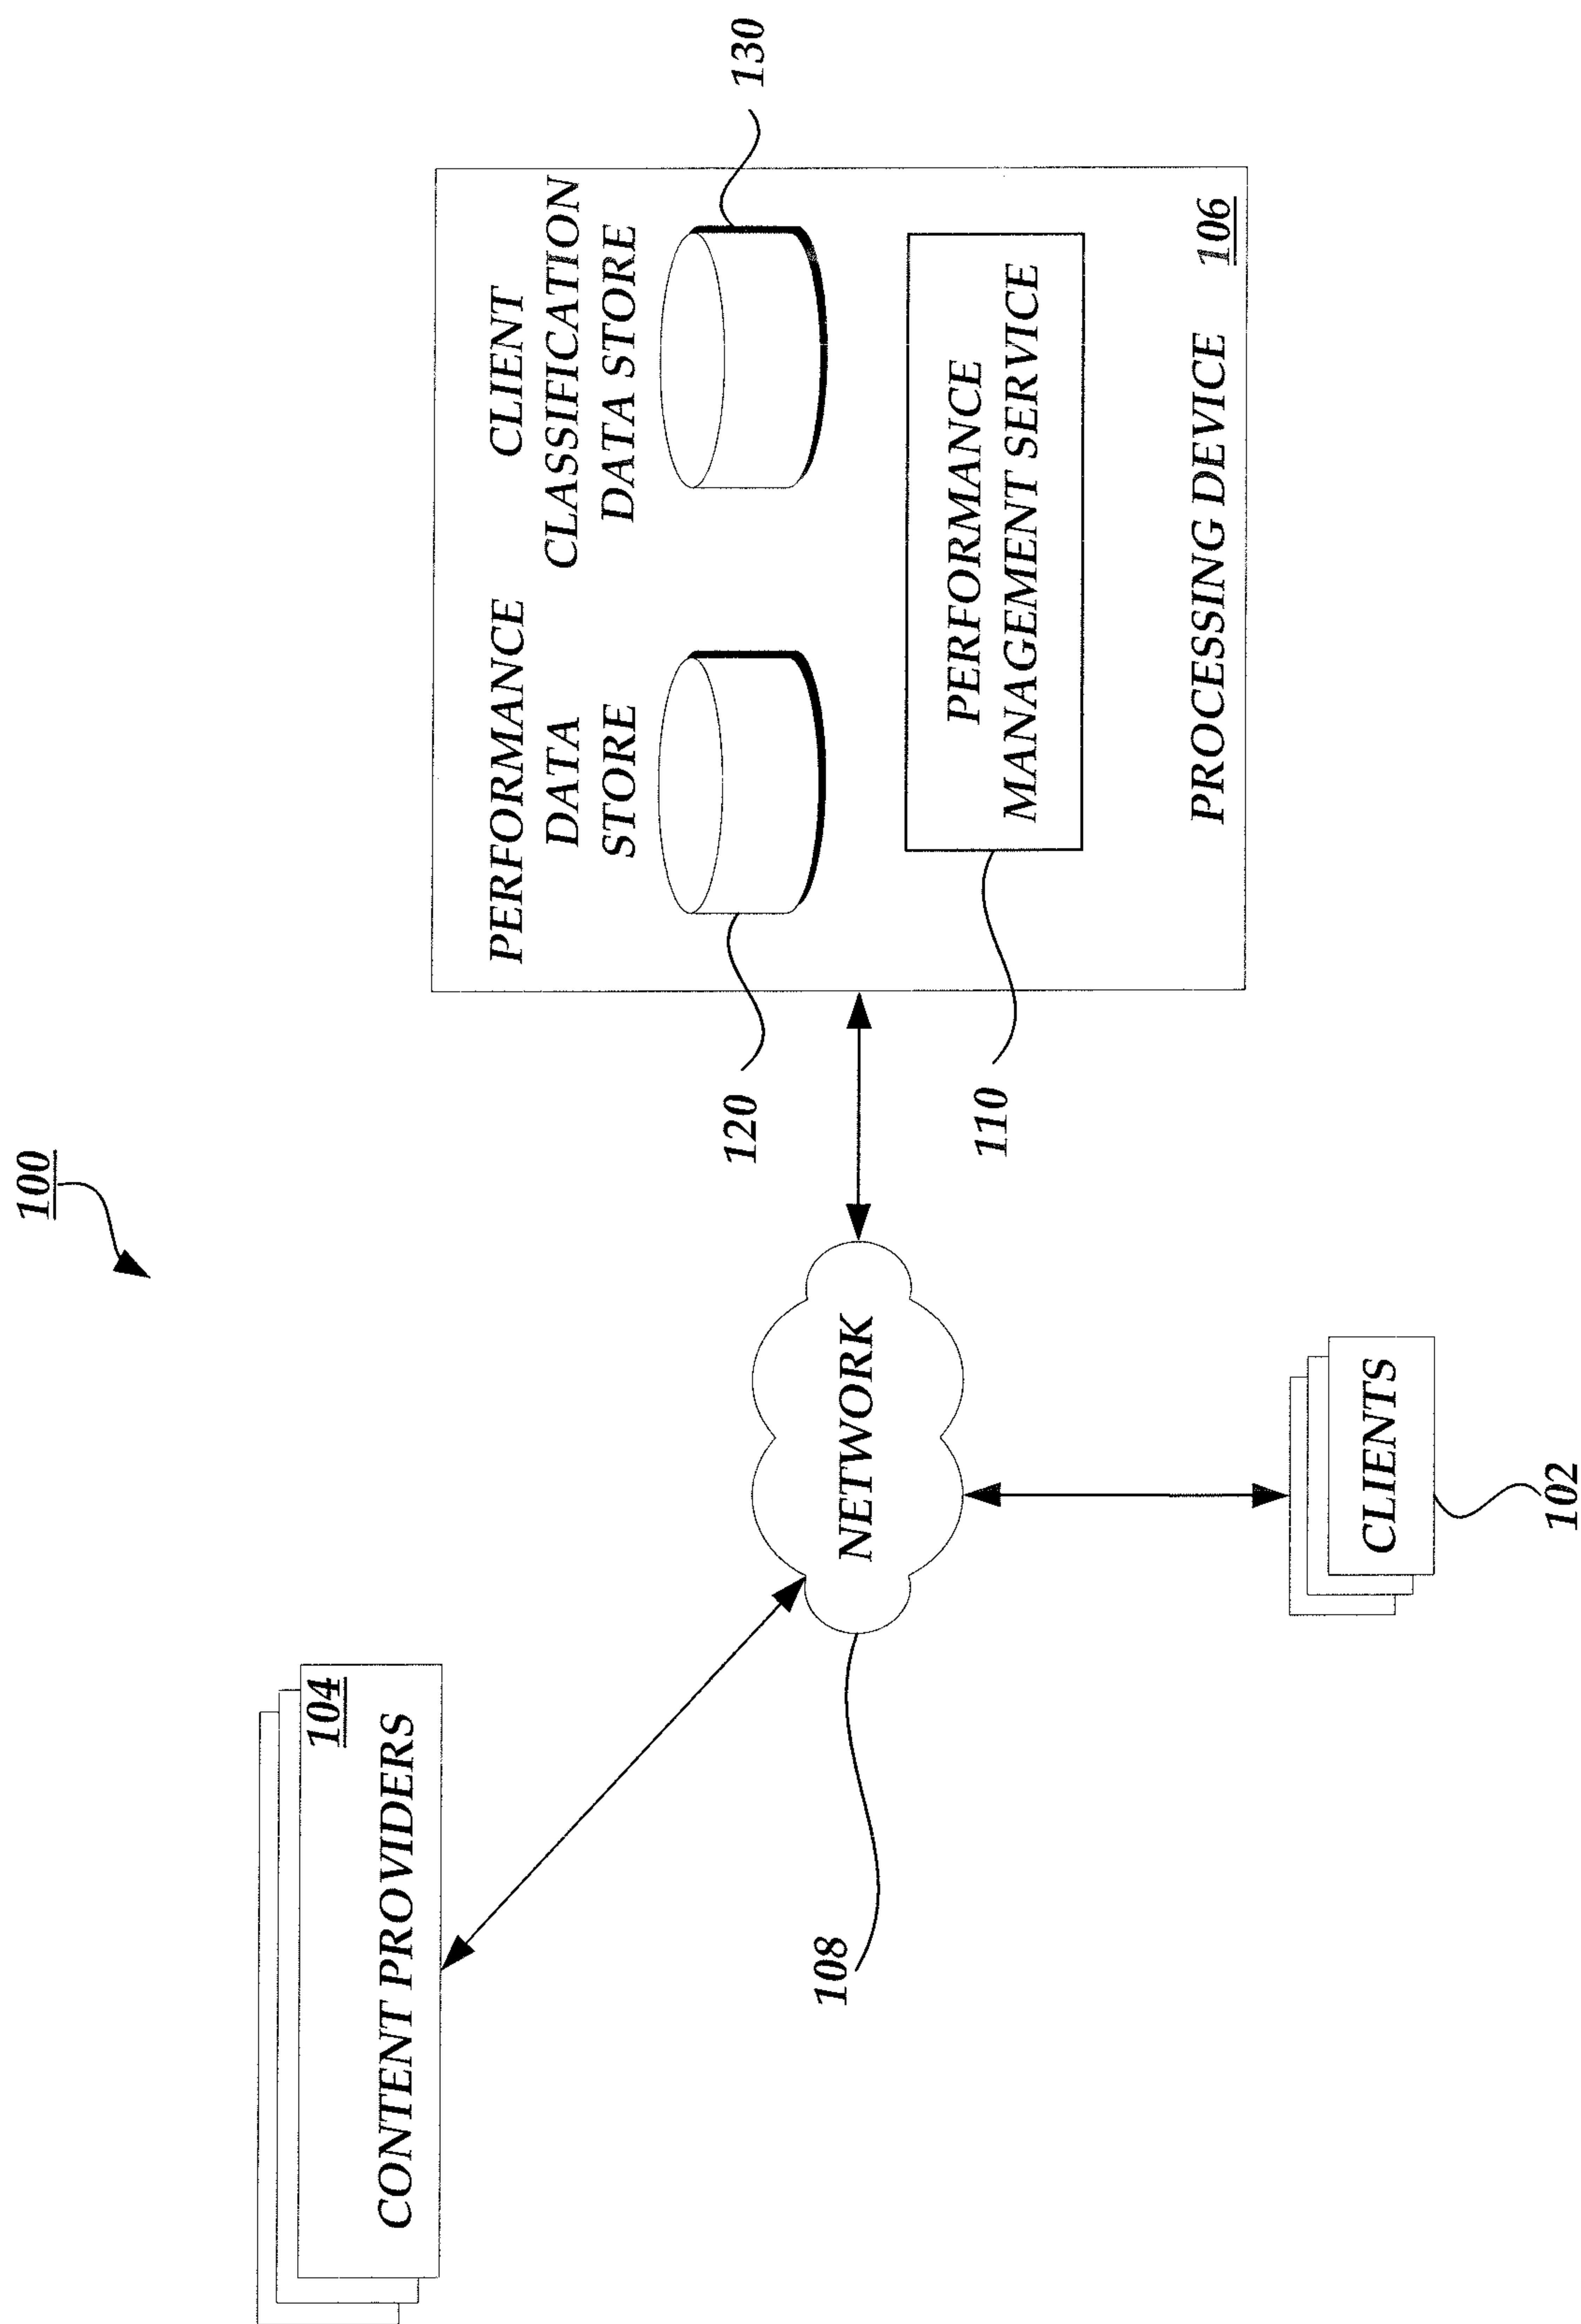 100
CONTENT PROVIDERS
104
108
NETWORK
CLIENTS
102
120
110
PERFORMANCE
DATA
STORE
CLIENT
CLASSIFICATION
DATA STORE
130
PERFORMANCE
MANAGEMENT SERVICE
PROCESSING DEVICE
106